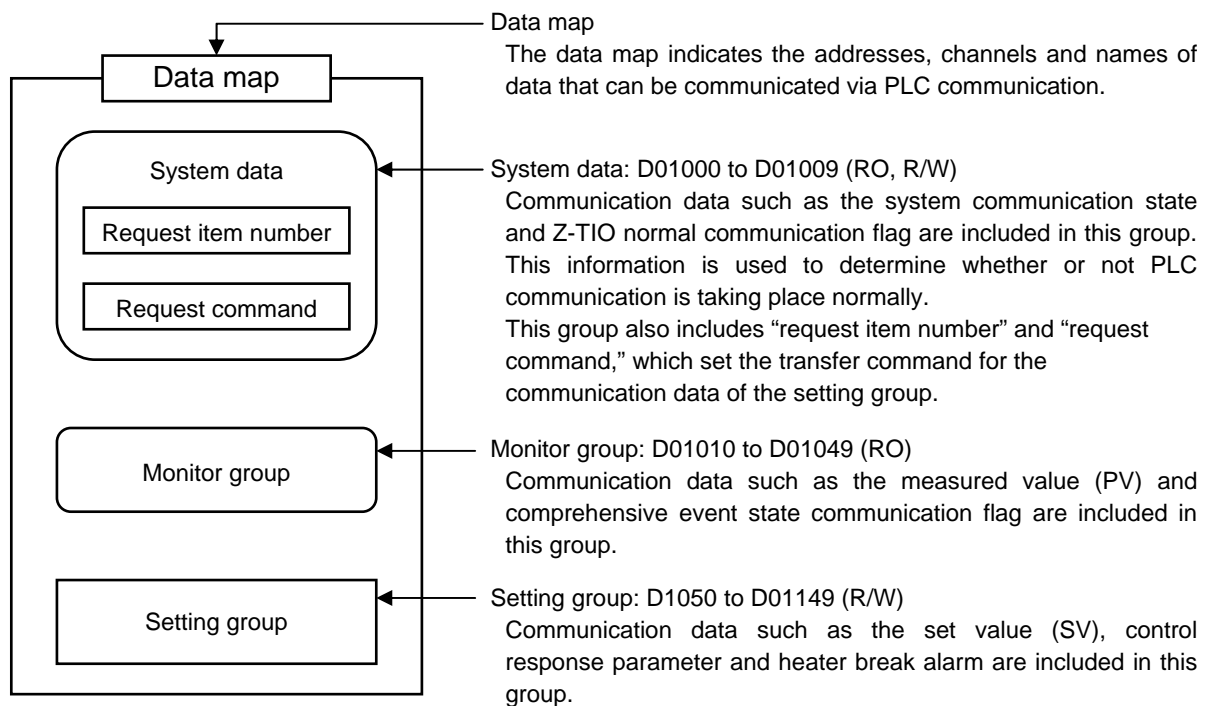 Data map
The data map indicates the addresses, channels and names of
data that can be communicated via PLC communication.
Data map
System data
Request item number
Request command
System data: D01000 to D01009 (RO, R/W)
Communication data such as the system communication state
and Z-TIO normal communication flag are included in this group.
This information is used to determine whether or not PLC
communication is taking place normally.
This group also includes “request item number” and “request
command,” which set the transfer command for the
communication data of the setting group.
Monitor group
Monitor group: D01010 to D01049 (RO)
Communication data such as the measured value (PV) and
comprehensive event state communication flag are included in
this group.
Setting group
Setting group: D1050 to D01149 (R/W)
Communication data such as the set value (SV), control
response parameter and heater break alarm are included in this
group.